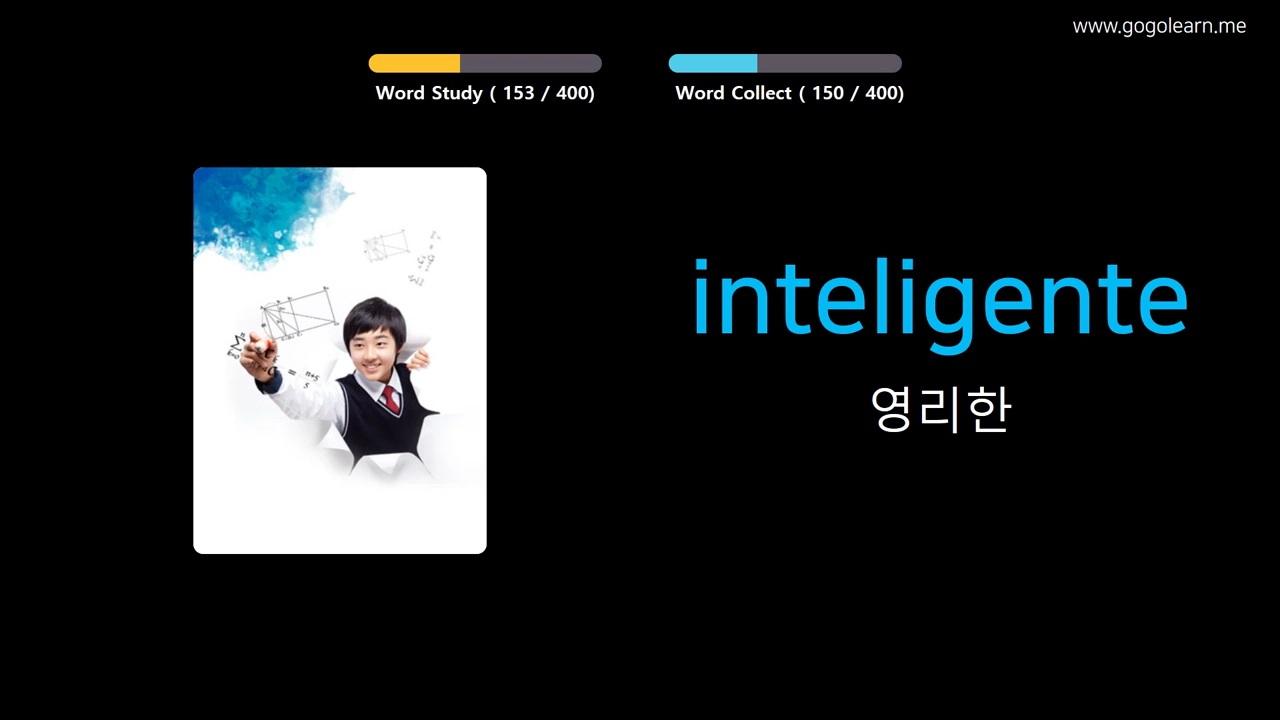 www.gogolearn.me
Word Study ( 153 / 400)
Word Collect ( 150 / 400)
inteligente
영리한